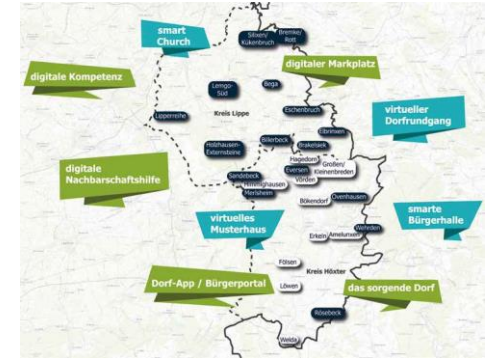 smart
Church
Silixen/
Kükenbruch
Bremke/
Rott
digitale Kompetenz
digitaler Markplatz
Lemgo-
Süd
Bega
Kreis Lippe
Lipperreihe
Eschenbruch
virtueller
Dorfrundgang
Elbrinxen
Holzhausen-
Externsteine
Billerbeck
Brakelsiek
Hagedorn
Großen/
Kleinenbreden
digitale
Nachbarschaftshilfe
Sandebeck
Eversen
Vörden
Himmighausen
Merlsheim
Bökendorf
Ovenhausen
virtuelles
Musterhaus
smarte
Bürgerhalle
Wehrden
Erkeln
Amelunxen
Fölsen
Kreis Höxter
Dorf-App / Bürgerportal
Löwen
das sorgende Dorf
Rösebeck
Welda